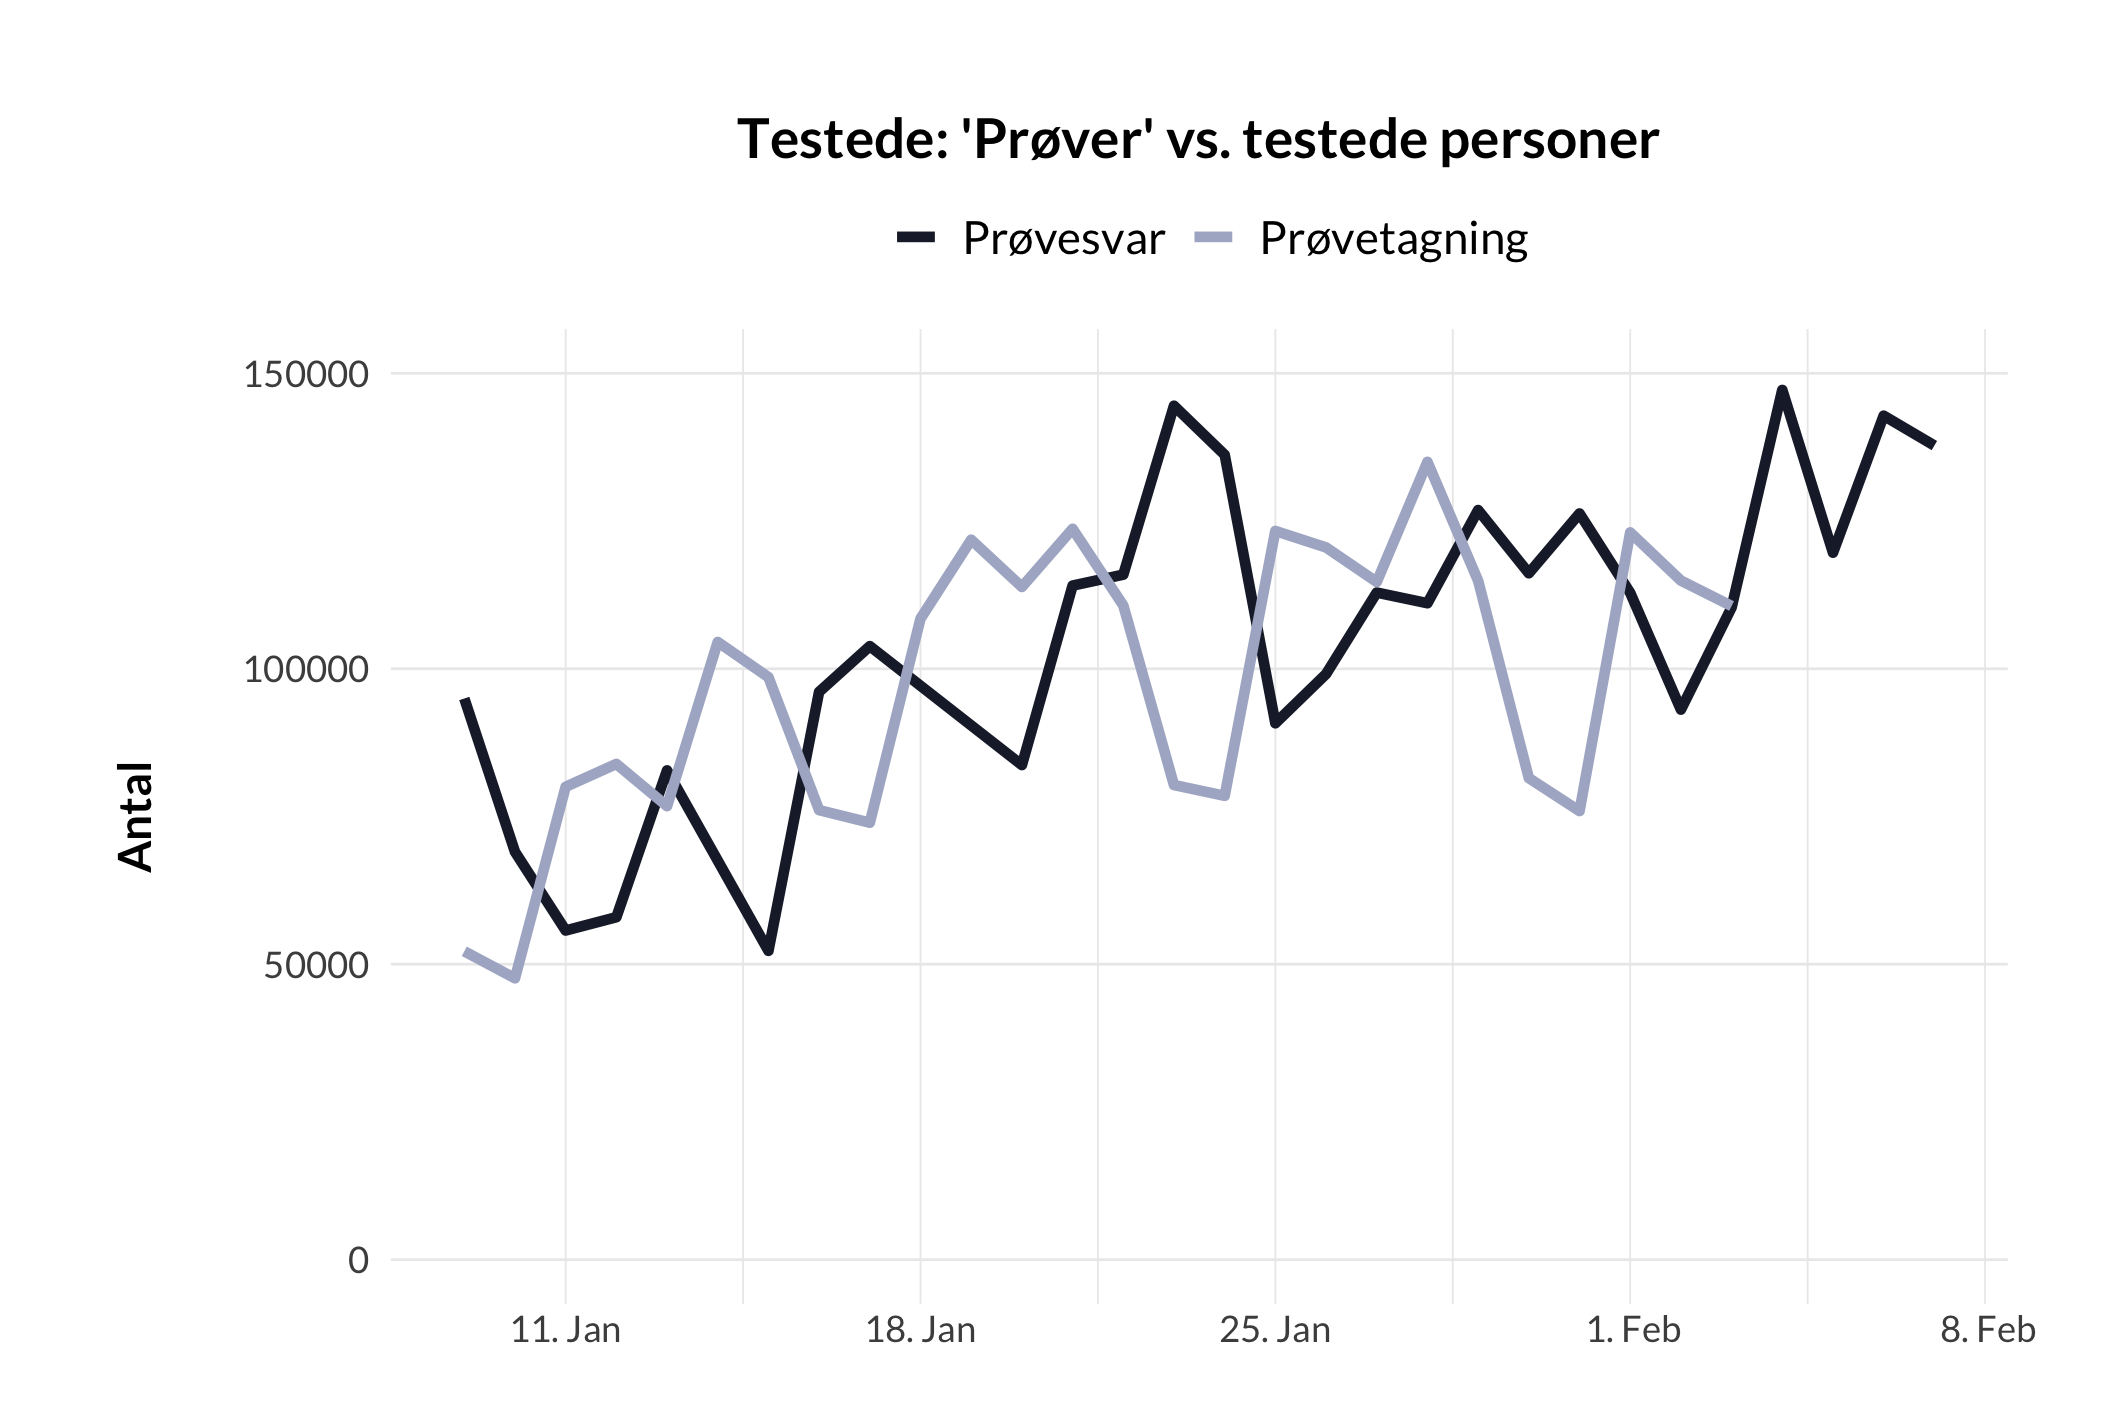 Testede: 'Prøver' vs. testede personer
Prøvesvar Prøvetagning
Antal
150000
100000
50000
0
11. Jan 18. Jan 25. Jan 1. Feb 8. Feb